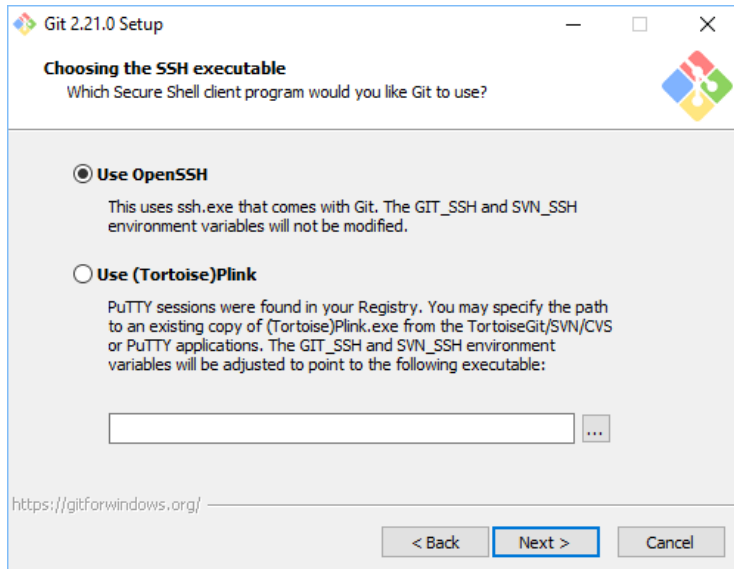 Git 2.21.0 Setup
Choosing the SSH executable
Which Secure Shell client program would you like Git to use?
Use OpenSSH
This uses ssh.exe that comes with Git. The GIT_SSH and SVN_SSH
environment variables will not be modified.
Use (Tortoise)Plink
PuTTY sessions were found in your Registry. You may specify the path
to an existing copy of (Tortoise)Plink.exe from the TortoiseGit/SVN/CVS
or PuTTY applications. The GIT_SSH and SVN_SSH environment
variables will be adjusted to point to the following executable:
...
https://gitforwindows.org/
< Back Next > Cancel